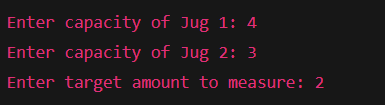 Enter capacity of Jug 1: 4
Enter capacity of Jug 2: 3
Enter target amount to measure: 2